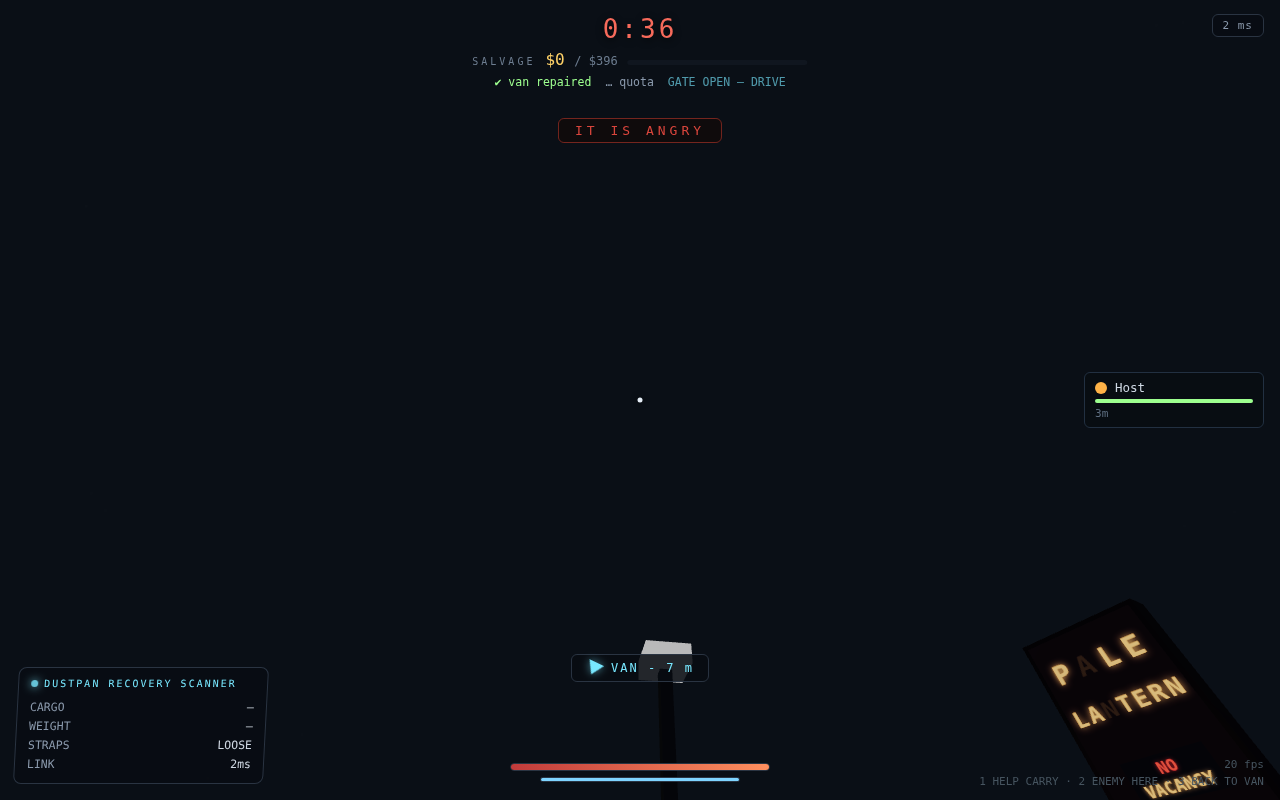 0:36
2 ms
SALVAGE $0 / $396
✔ van repaired … quota GATE OPEN — DRIVE
IT IS ANGRY
Host
3m
VAN - 7 m
DUSTPAN RECOVERY SCANNER
CARGO —
WEIGHT —
STRAPS LOOSE
LINK 2ms
PALE
LANTERN
NO
VACANCY
20 fps
1 HELP CARRY · 2 ENEMY HERE TO VAN